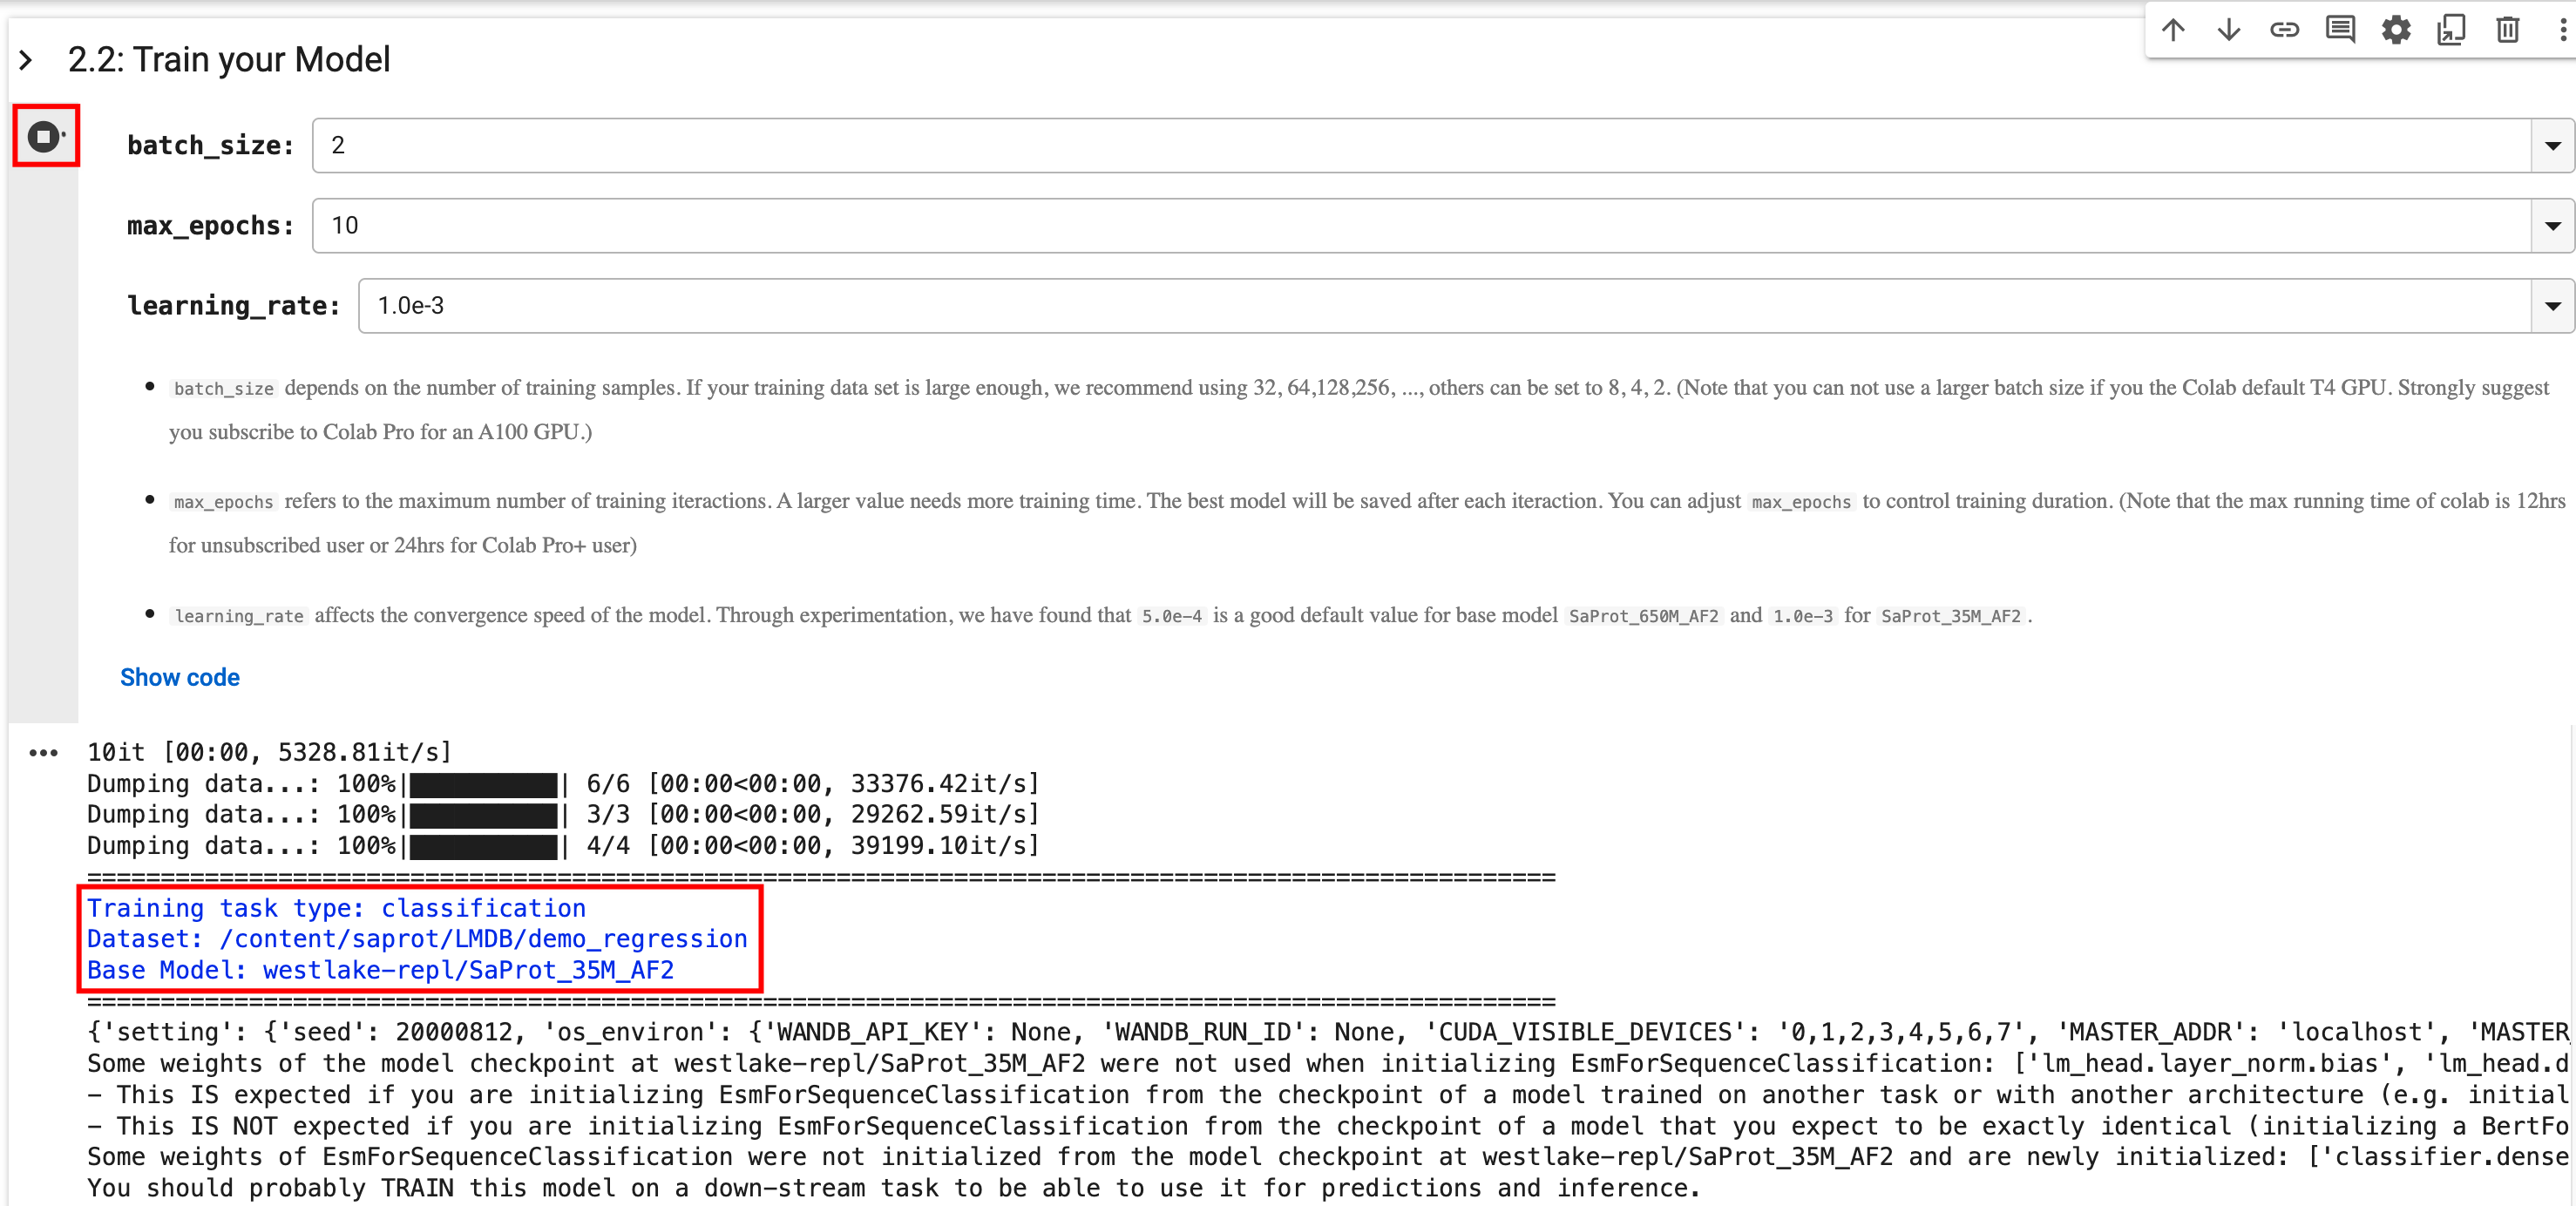 2.2: Train your Model
batch_size: 2
max_epochs: 10
learning_rate: 1.0e-3
• batch_size depends on the number of training samples. If your training data set is large enough, we recommend using 32, 64,128,256, ..., others can be set to 8, 4, 2. (Note that you can not use a larger batch size if you the Colab default T4 GPU. Strongly suggest
you subscribe to Colab Pro for an A100 GPU.)
• max_epochs refers to the maximum number of training iteractions. A larger value needs more training time. The best model will be saved after each iteraction. You can adjust max_epochs to control training duration. (Note that the max running time of colab is 12hrs
for unsubscribed user or 24hrs for Colab Pro+ user)
• learning_rate affects the convergence speed of the model. Through experimentation, we have found that 5.0e-4 is a good default value for base model SaProt_650M_AF2 and 1.0e-3 for SaProt_35M_AF2 .
Show code
10it [00:00, 5328.81it/s]
Dumping data...: 100%|██████████| 6/6 [00:00<00:00, 33376.42it/s]
Dumping data...: 100%|██████████| 3/3 [00:00<00:00, 29262.59it/s]
Dumping data...: 100%|██████████| 4/4 [00:00<00:00, 39199.10it/s]
====================================================================================================
Training task type: classification
Dataset: /content/saprot/LMDB/demo_regression
Base Model: westlake-repl/SaProt_35M_AF2
====================================================================================================
{'setting': {'seed': 20000812, 'os_environ': {'WANDB_API_KEY': None, 'WANDB_RUN_ID': None, 'CUDA_VISIBLE_DEVICES': '0,1,2,3,4,5,6,7', 'MASTER_ADDR': 'localhost', 'MASTER
Some weights of the model checkpoint at westlake-repl/SaProt_35M_AF2 were not used when initializing EsmForSequenceClassification: ['lm_head.layer_norm.bias', 'lm_head.d
- This IS expected if you are initializing EsmForSequenceClassification from the checkpoint of a model trained on another task or with another architecture (e.g. initial
- This IS NOT expected if you are initializing EsmForSequenceClassification from the checkpoint of a model that you expect to be exactly identical (initializing a BertFo
Some weights of EsmForSequenceClassification were not initialized from the model checkpoint at westlake-repl/SaProt_35M_AF2 and are newly initialized: ['classifier.dense
You should probably TRAIN this model on a down-stream task to be able to use it for predictions and inference.